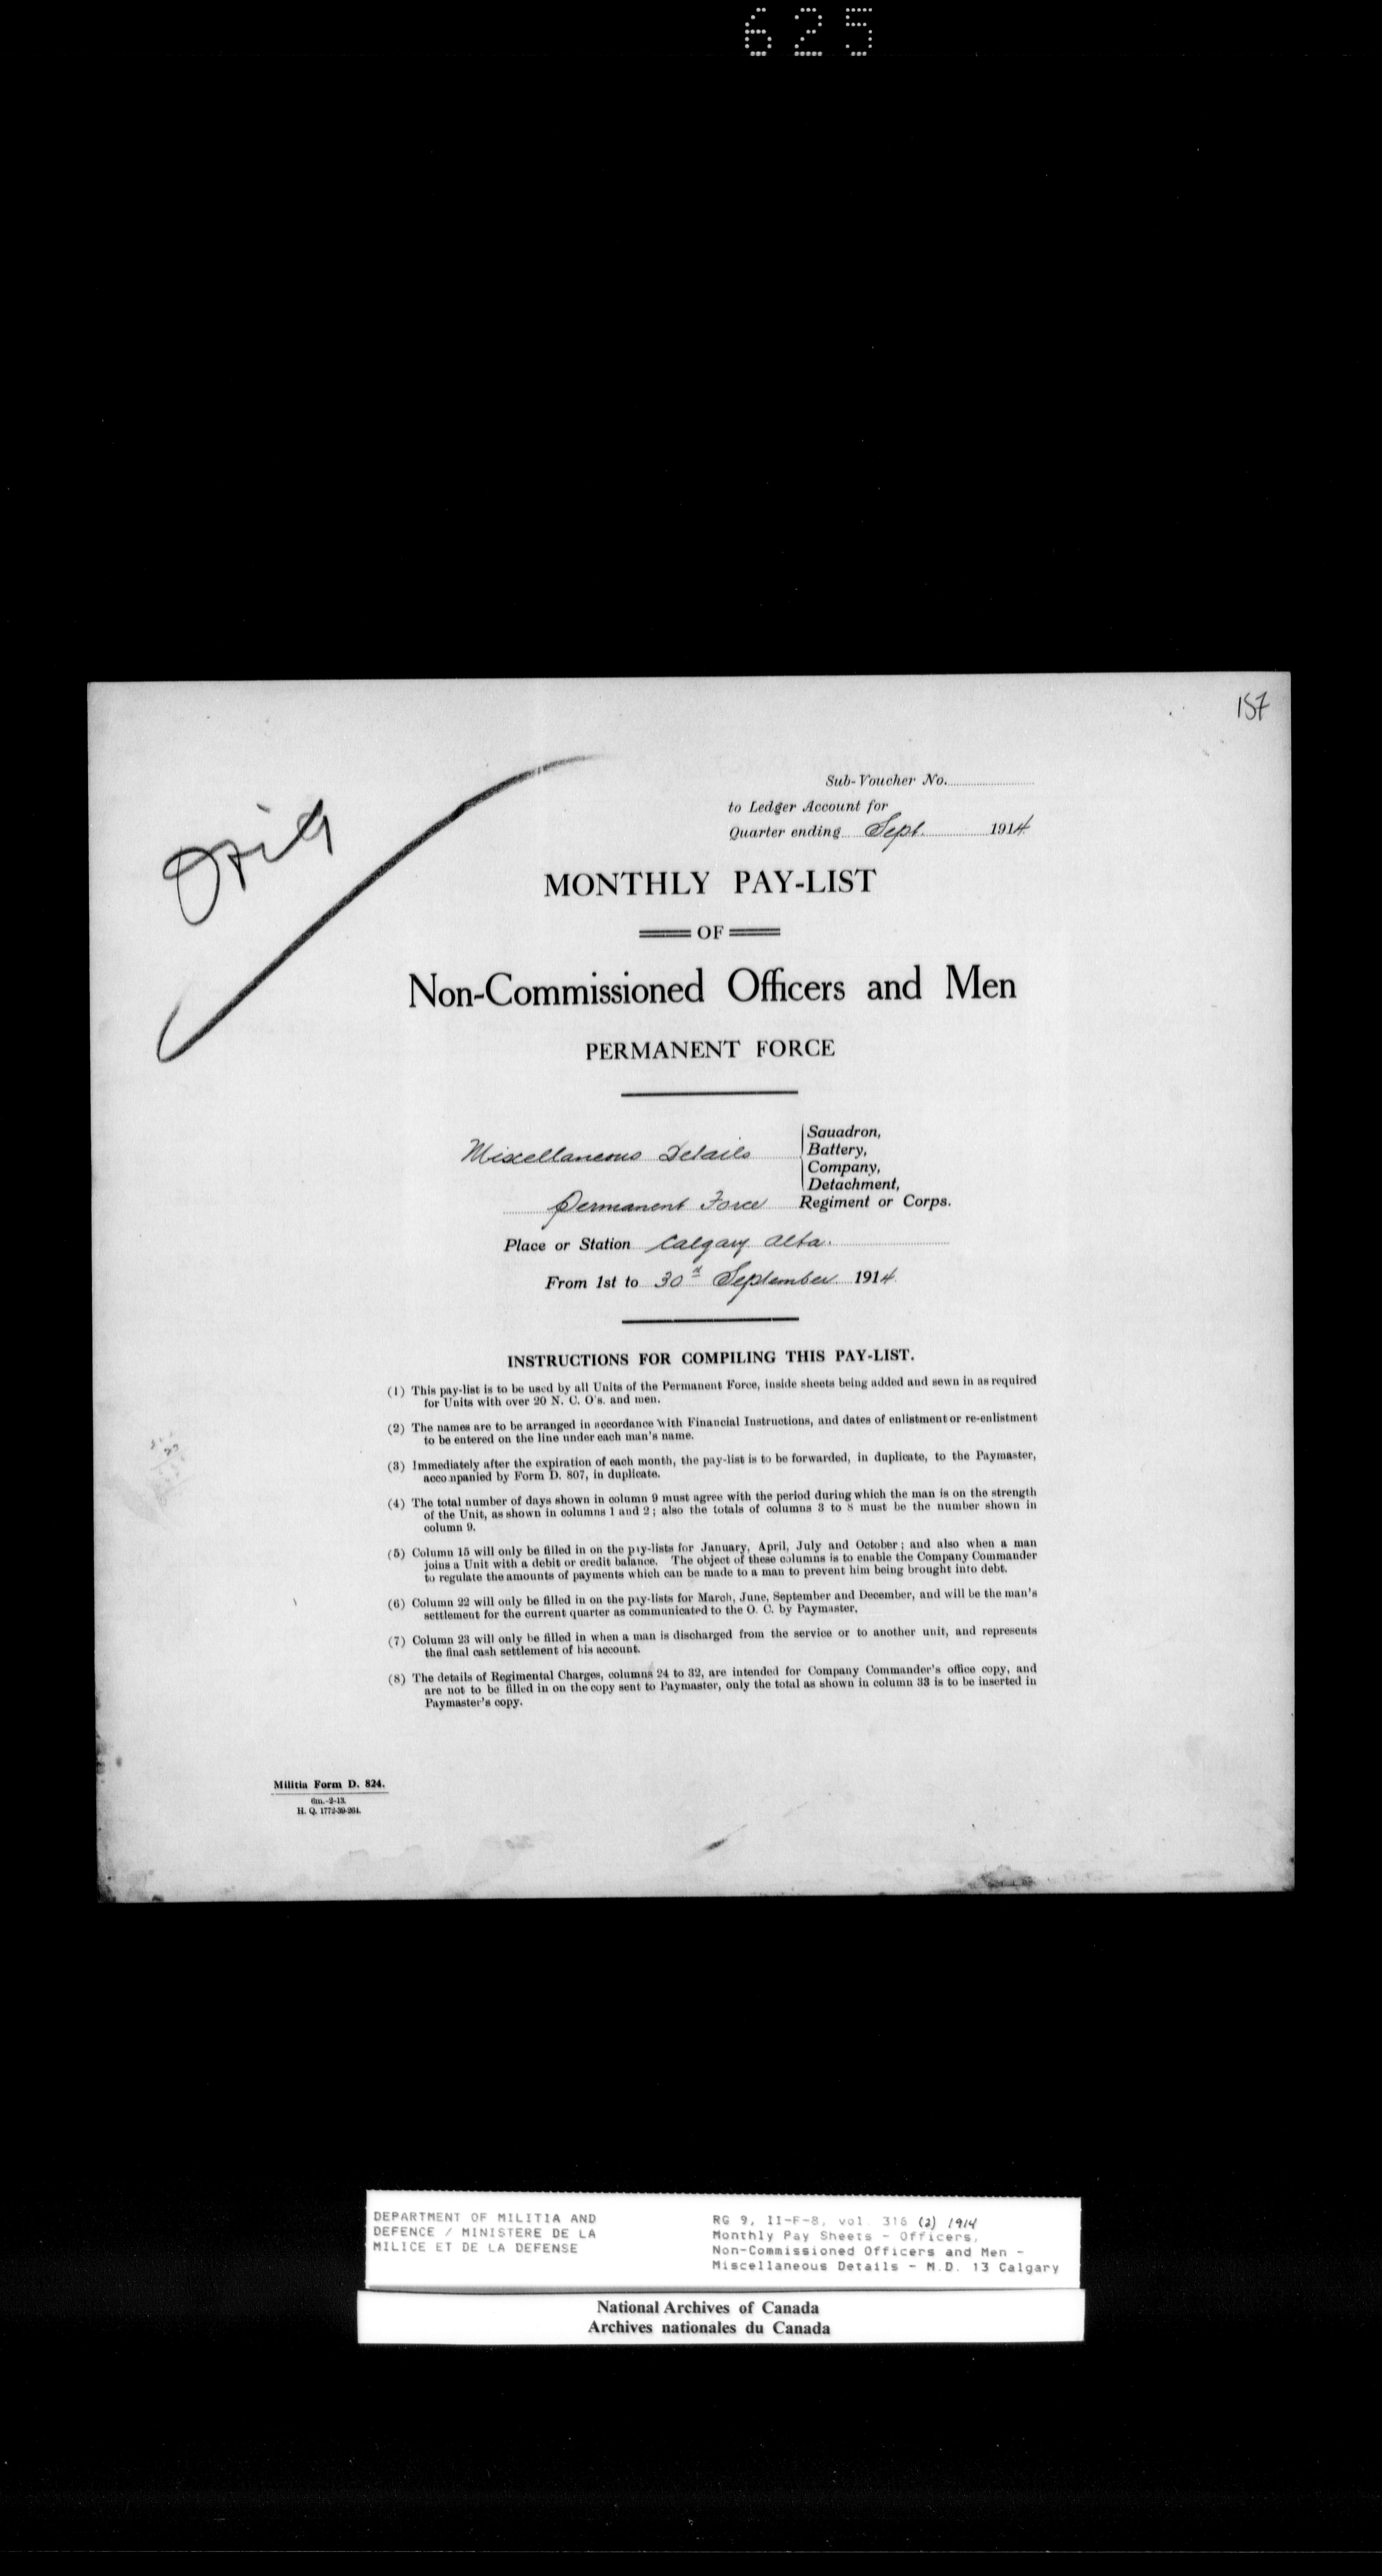 625
157
Orig
Sub-Voucher No.
to Ledger Account for
Quarter ending Sept. 1914
MONTHLY PAY-LIST
OF
Non-Commissioned Officers and Men
PERMANENT FORCE
Miscellaneous Details
Squadron,
Battery,
Company,
Detachment,
Permanent Force Regiment or Corps.
Place or Station Calgary Alta.
From 1st to 30th September 1914
INSTRUCTIONS FOR COMPILING THIS PAY-LIST.
(1) This pay-list is to be used by all Units of the Permanent Force, inside sheets being added and sewn in as required
for Units with over 20 N. C. O's. and men.
(2) The names are to be arranged in accordance with Financial Instructions, and dates of enlistment or re-enlistment
to be entered on the line under each man's name.
(3) Immediately after the expiration of each month, the pay-list is to be forwarded, in duplicate, to the Paymaster,
acco npanied by Form D. 807, in duplicate.
(4) The total number of days shown in column 9 must agree with the period during which the man is on the strength
of the Unit, as shown in columns 1 and 2; also the totals of columns 3 to 8 must be the number shown in
column 9.
(5) Column 15 will only be filled in on the pay-lists for January, April, July and October; and also when a man
joins a Unit with a debit or credit balance. The object of these columns is to enable the Company Commander
to regulate the amounts of payments which can be made to a man to prevent him being brought into debt.
(6) Column 22 will only be filled in on the pay-lists for March, June, September and December, and will be the man's
settlement for the current quarter as communicated to the O. C. by Paymaster.
(7) Column 23 will only be filled in when a man is discharged from the service or to another unit, and represents
the final cash settlement of his account.
(8) The details of Regimental Charges, columns 24 to 32, are intended for Company Commander's office copy, and
are not to be filled in on the copy sent to Paymaster, only the total as shown in column 33 is to be inserted in
Paymaster's copy.
Militia Form D. 824.
6m.-2-13.
H. Q. 1772-39-264.
DEPARTMENT OF MILITIA AND
DEFENCE / MINISTERE DE LA
MILICE ET DE LA DEFENSE
RG 9, II-F-8, vol. 316 (2) 1914
Monthly Pay Sheets - Officers,
Non-Commissioned Officers and Men -
Miscellaneous Details - M.D. 13 Calgary
National Archives of Canada
Archives nationales du Canada